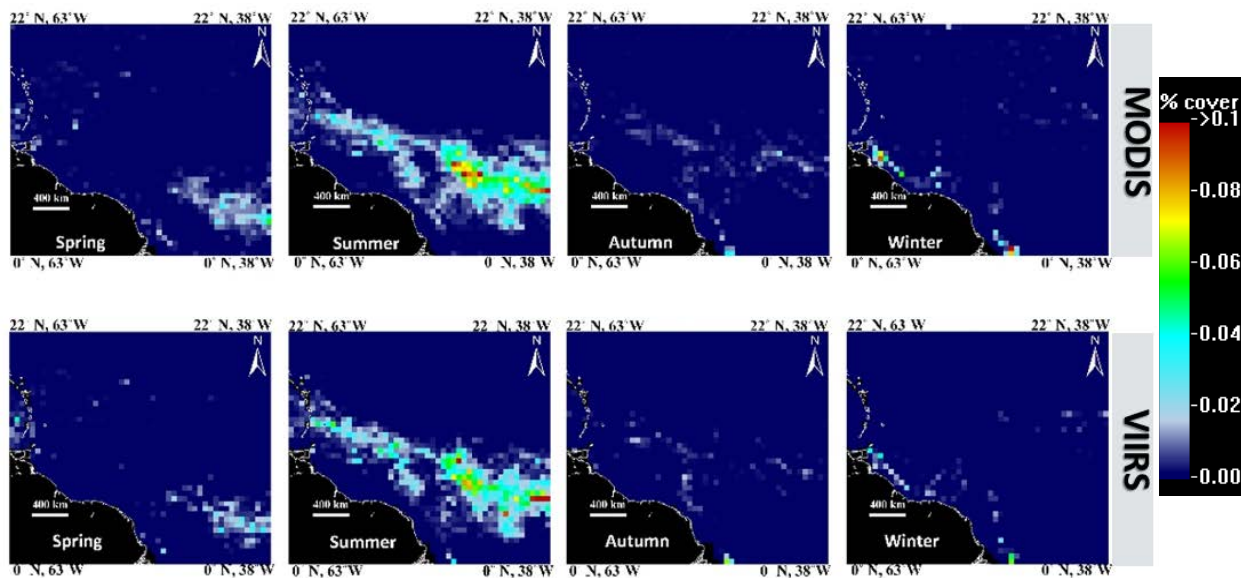 22° N, 63°W 22° N, 38°W 22° N, 63°W 22° N, 38°W 22° N, 63°W 22° N, 38°W 22° N, 63°W 22° N, 38°W
N N N N
400 km 400 km 400 km 400 km
Spring Summer Autumn Winter
0° N, 63°W 0° N, 38°W 0° N, 63°W 0° N, 38°W 0° N, 63°W 0° N, 38°W 0° N, 63°W 0° N, 38°W
MODIS
% cover
->0.1
-0.08
-0.06
-0.04
-0.02
-0.00
22° N, 63°W 22° N, 38°W 22° N, 63°W 22° N, 38°W 22° N, 63°W 22° N, 38°W 22° N, 63°W 22° N, 38°W
N N N N
400 km 400 km 400 km 400 km
Spring Summer Autumn Winter
0° N, 63 W 0° N, 38°W 0° N, 63°W 0° N, 38 W 0° N, 63°W 0° N, 38°W 0° N, 63°W 0° N, 38°W
VIIRS